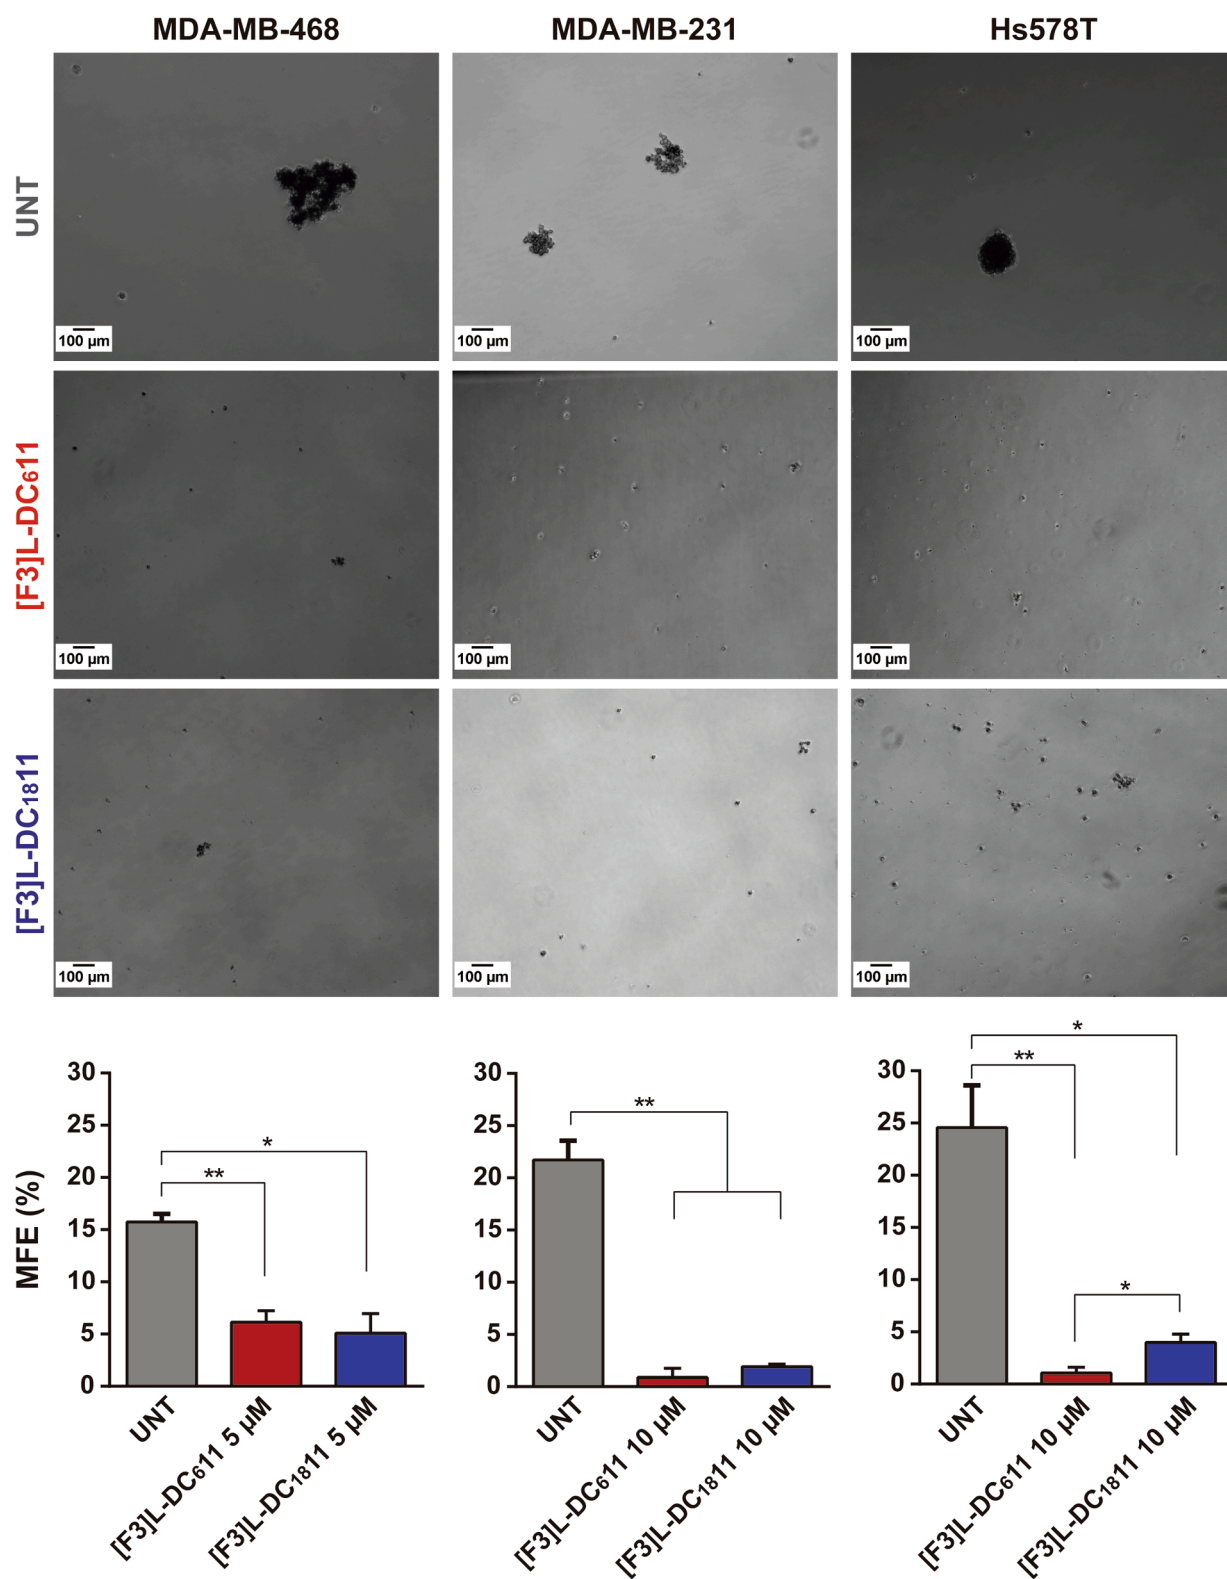 MDA-MB-468
MDA-MB-231
Hs578T
UNT
100 µm
100 µm
100 µm
[F3]L-DC₆11
100 µm
100 µm
100 µm
[F3]L-DC₁₈11
100 µm
100 µm
100 µm
MFE (%)
30
25
20
15
10
5
0
*
**
UNT
[F3]L-DC₆11 5 µM
[F3]L-DC₁₈11 5 µM
30
25
20
15
10
5
0
**
UNT
[F3]L-DC₆11 10 µM
[F3]L-DC₁₈11 10 µM
30
25
20
15
10
5
0
*
**
*
UNT
[F3]L-DC₆11 10 µM
[F3]L-DC₁₈11 10 µM